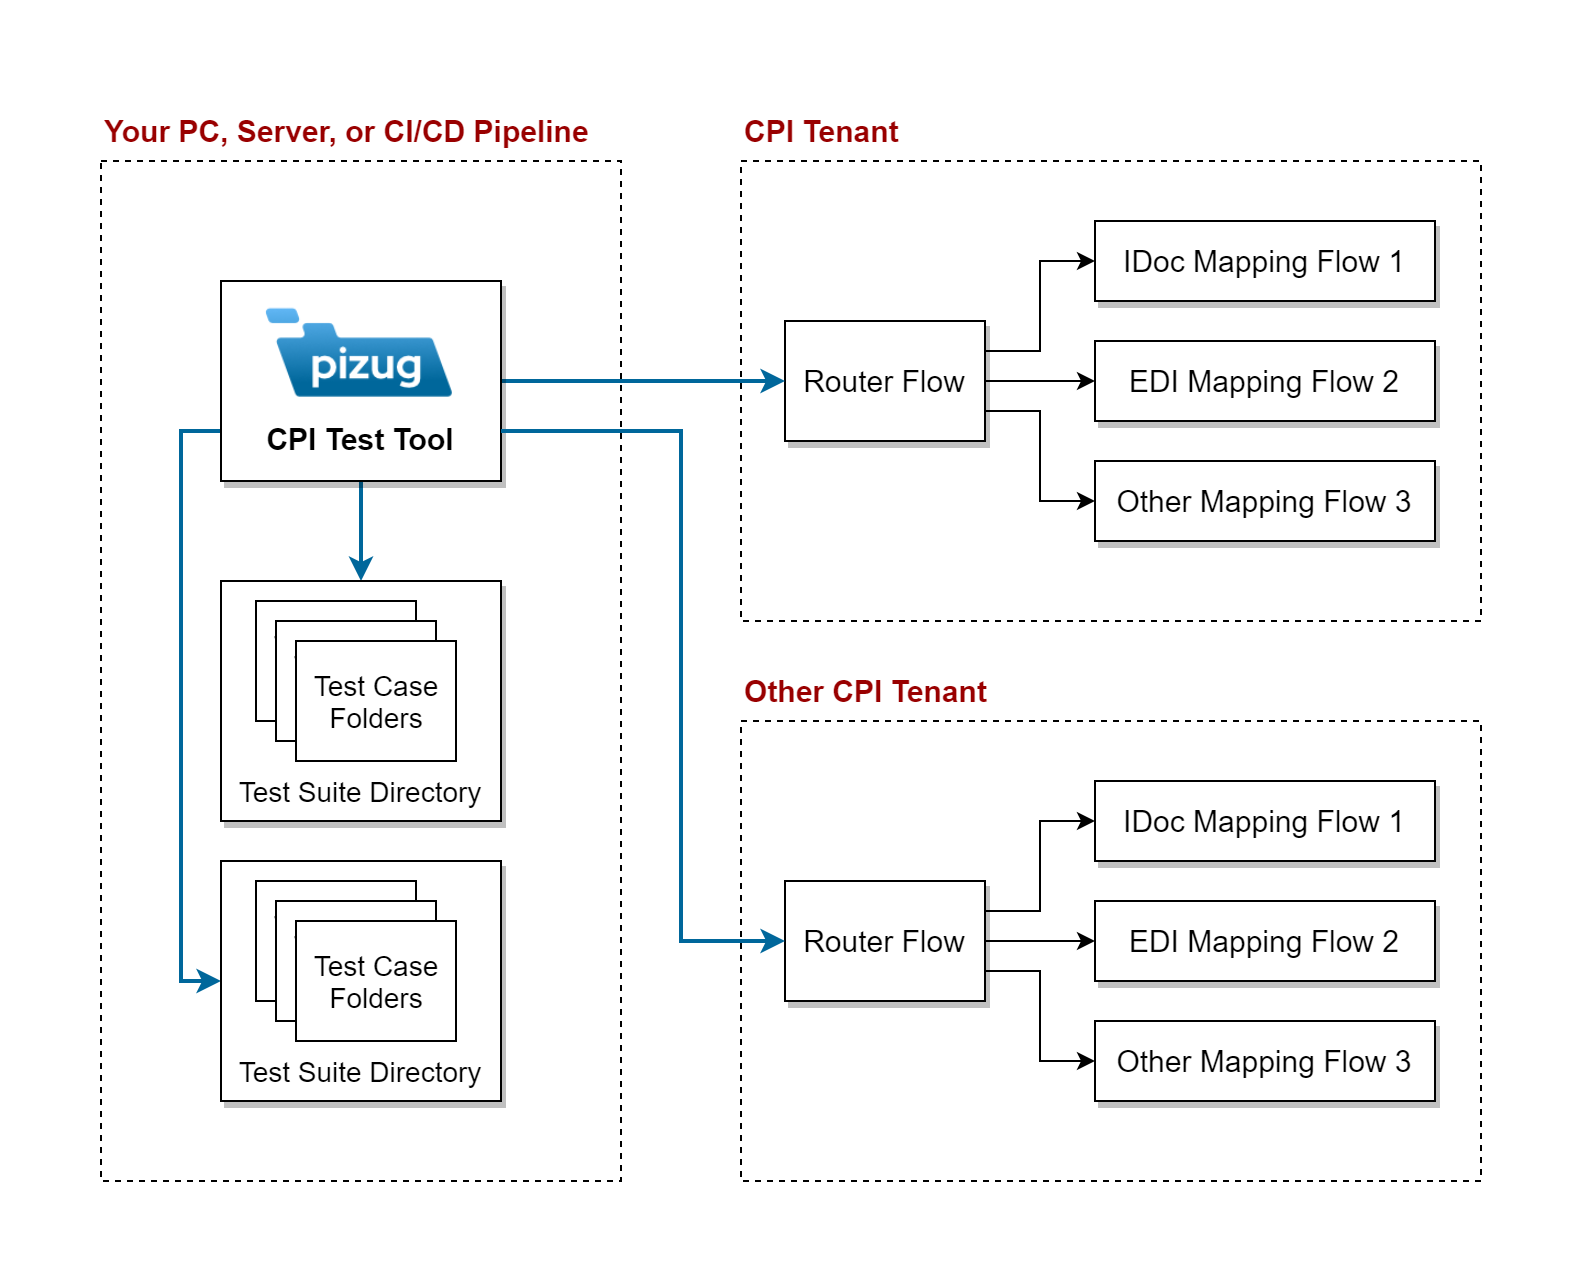 Your PC, Server, or CI/CD Pipeline
pizug
CPI Test Tool
Test Case
Folders
Test Suite Directory
Test Case
Folders
Test Suite Directory
CPI Tenant
Router Flow
IDoc Mapping Flow 1
EDI Mapping Flow 2
Other Mapping Flow 3
Other CPI Tenant
Router Flow
IDoc Mapping Flow 1
EDI Mapping Flow 2
Other Mapping Flow 3